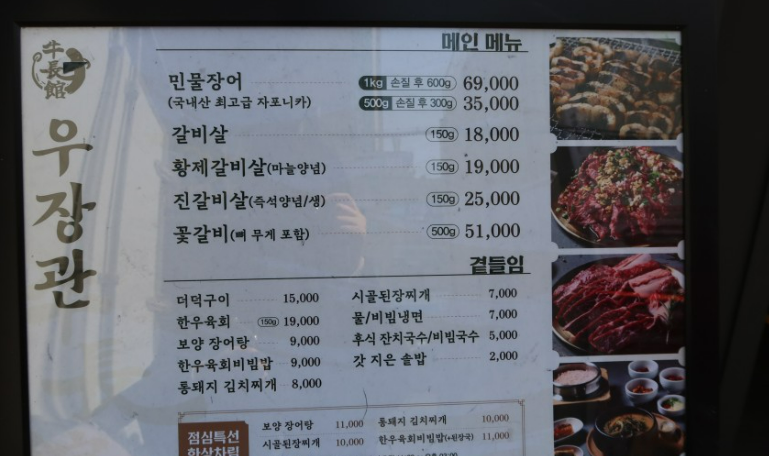 牛長館
우장관
메인 메뉴
민물장어 1kg 손질 후 600g 69,000
(국내산 최고급 자포니카) 500g 손질 후 300g 35,000
갈비살 150g 18,000
황제갈비살(마늘양념) 150g 19,000
진갈비살(즉석양념/생) 150g 25,000
꽃갈비(뼈 무게 포함) 500g 51,000
곁들임
더덕구이 15,000
한우육회 150g 19,000
보양 장어탕 9,000
한우육회비빔밥 9,000
통돼지 김치찌개 8,000
시골된장찌개 7,000
물/비빔냉면 7,000
후식 잔치국수/비빔국수 5,000
갓 지은 솥밥 2,000
점심특선
한상차림
보양 장어탕 11,000
시골된장찌개 10,000
통돼지 김치찌개 10,000
한우육회비빔밥(+된장국) 11,000